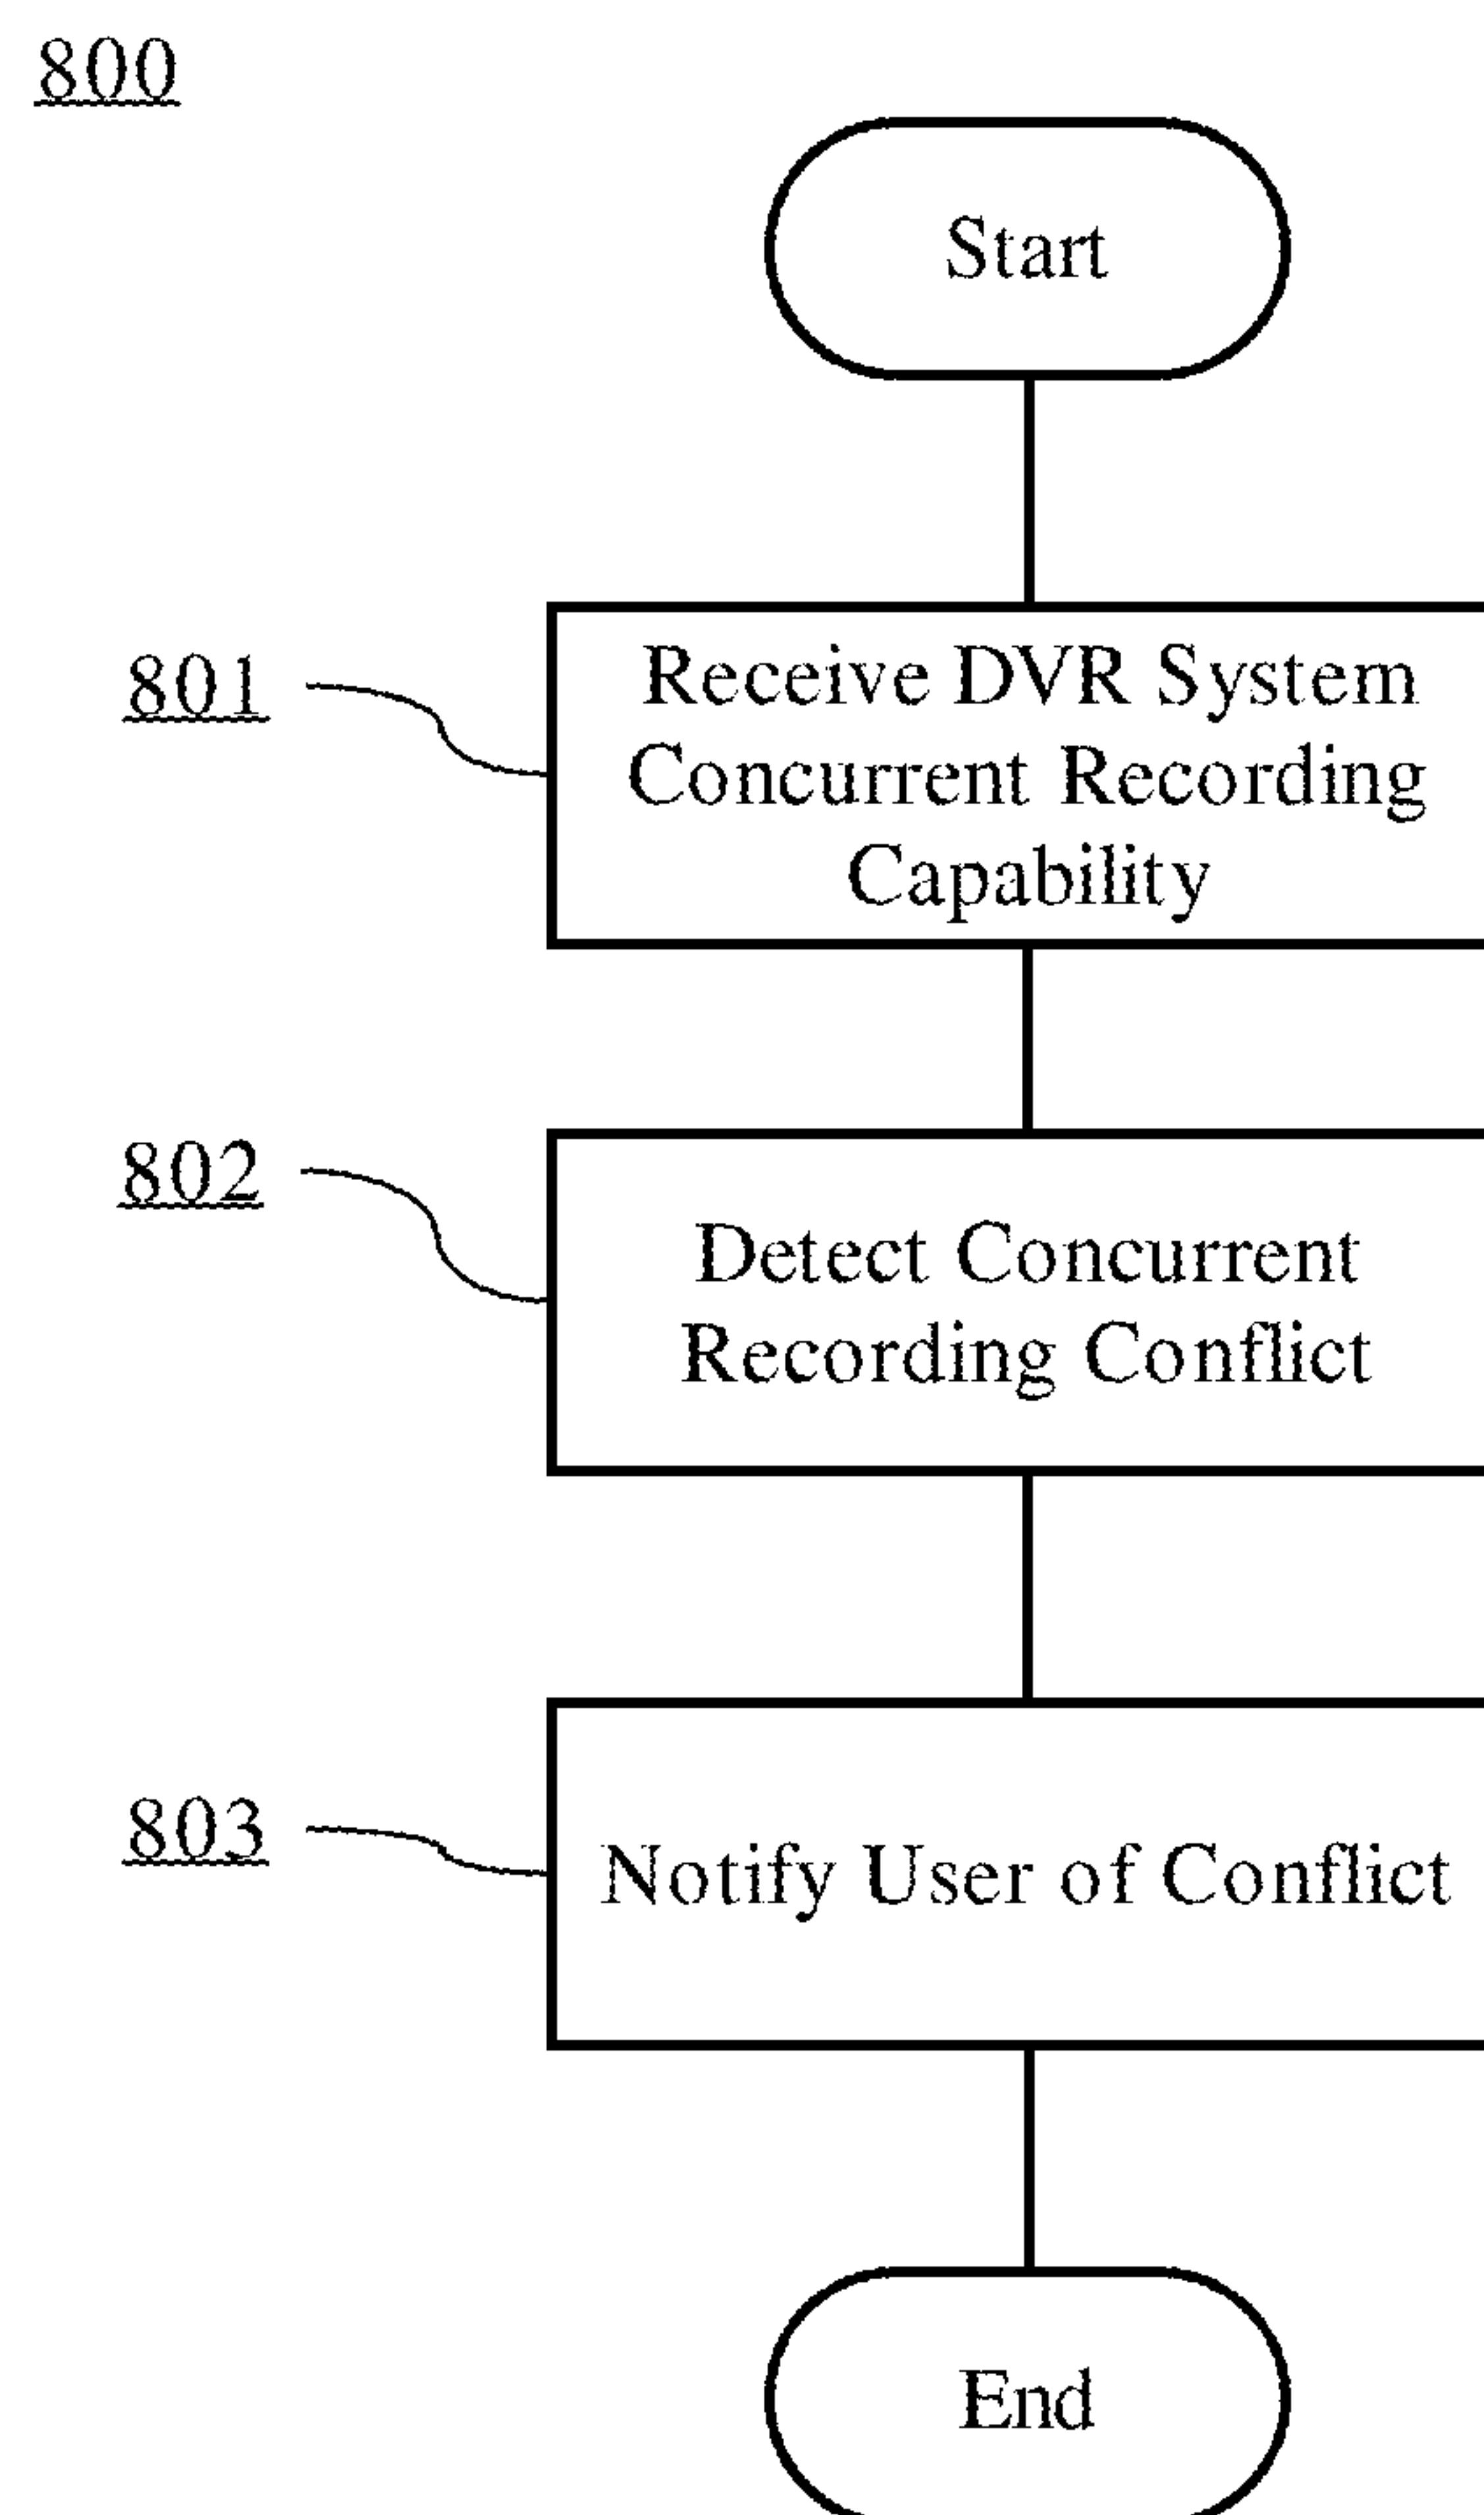 800
Start
801
Receive DVR System
Concurrent Recording
Capability
802
Detect Concurrent
Recording Conflict
803
Notify User of Conflict
End